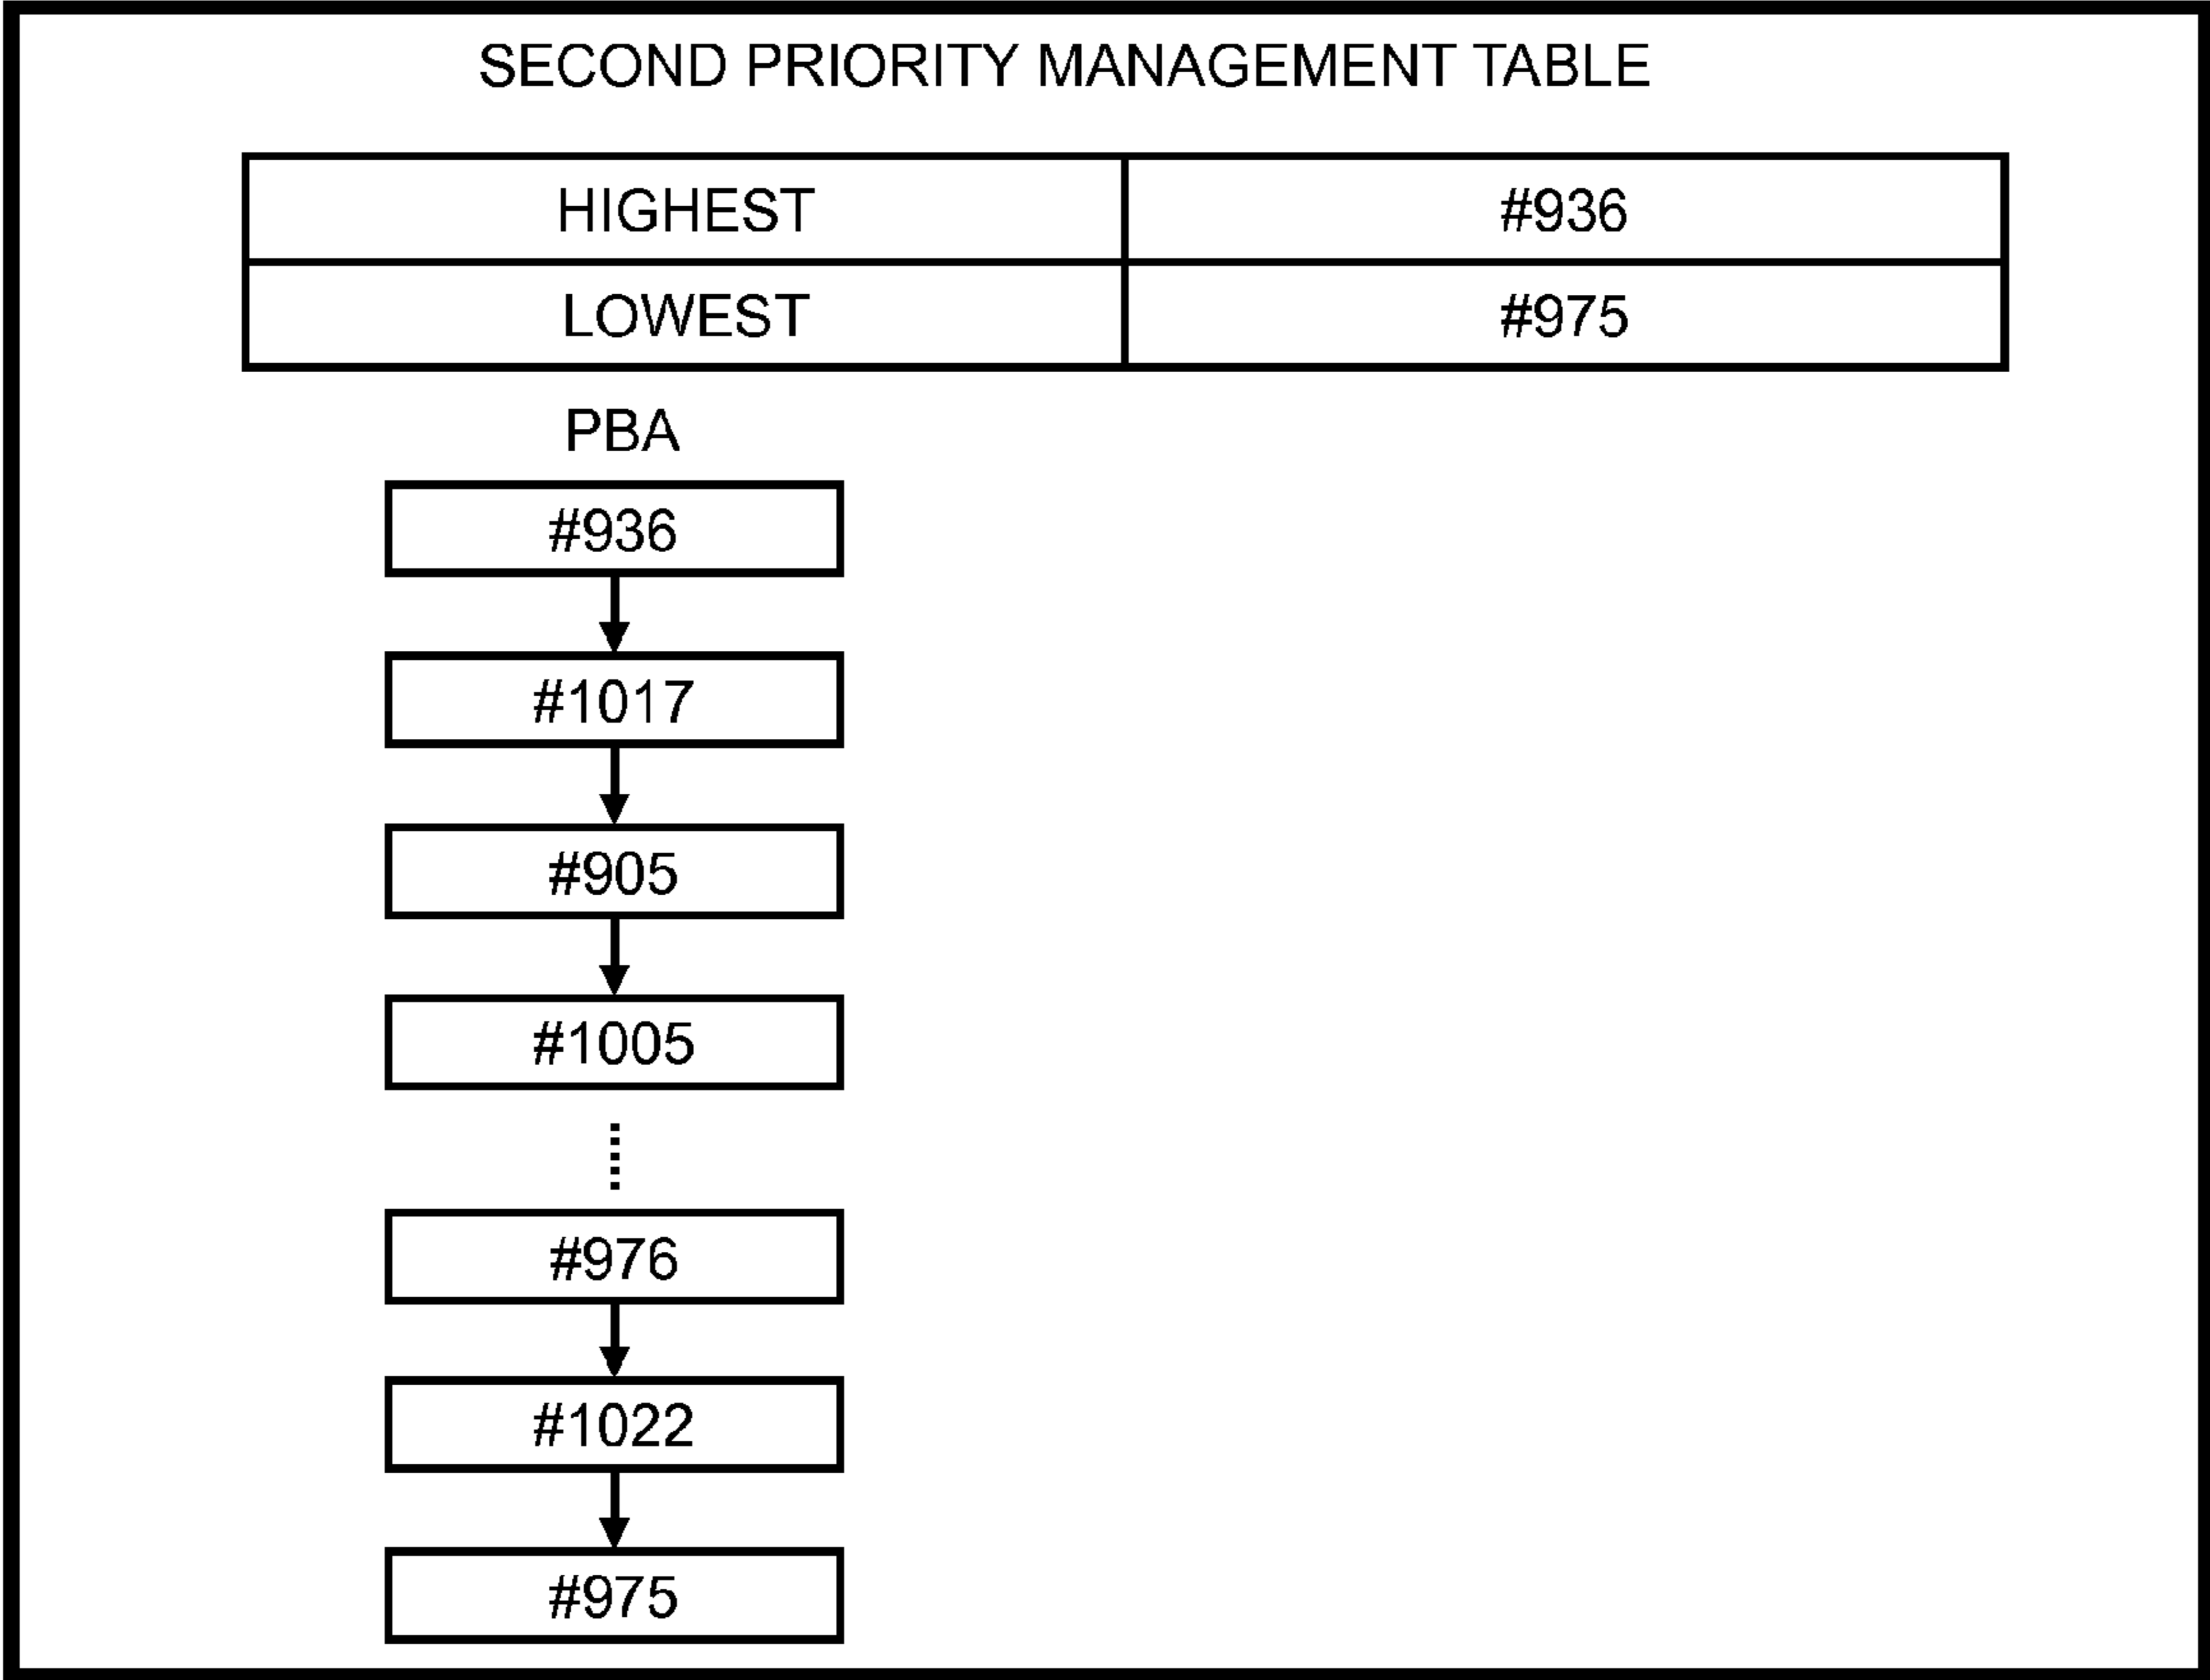 SECOND PRIORITY MANAGEMENT TABLE
HIGHEST #936
LOWEST #975
PBA
#936
#1017
#905
#1005
#976
#1022
#975